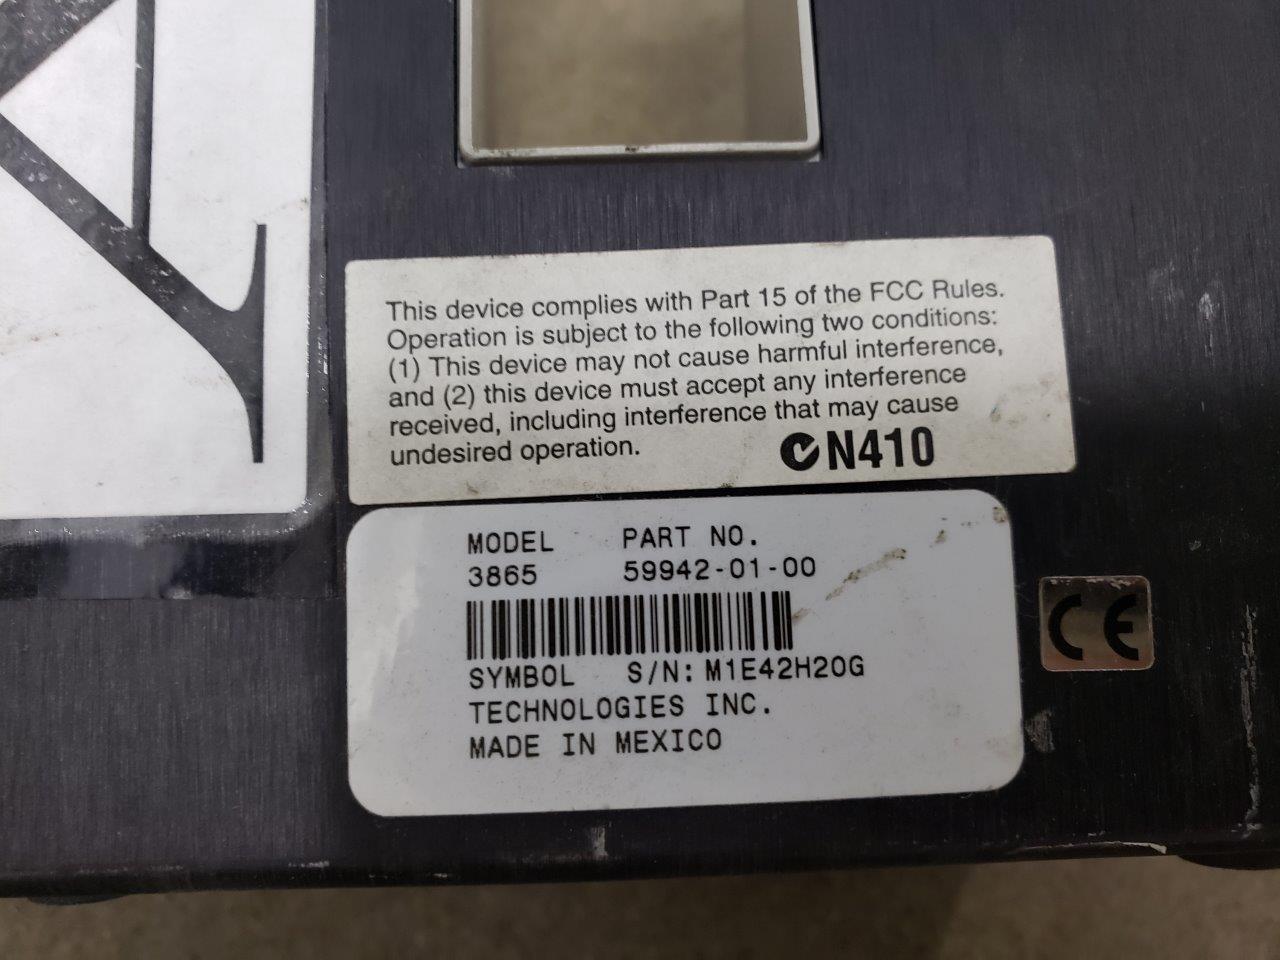 This device complies with Part 15 of the FCC Rules.
Operation is subject to the following two conditions:
(1) This device may not cause harmful interference,
and (2) this device must accept any interference
received, including interference that may cause
undesired operation.
N410
MODEL PART NO.
3865 59942-01-00
SYMBOL S/N: M1E42H20G
TECHNOLOGIES INC.
MADE IN MEXICO
CE